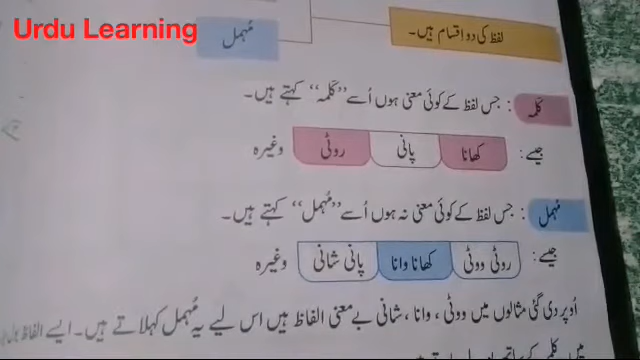 Urdu Learning
لفظ کی دو اقسام ہیں۔
مُہمل
کلمہ : جس لفظ کے کوئی معنی ہوں اُسے ”کلمہ“ کہتے ہیں۔
جیسے: کھانا پانی روٹی وغیرہ
مُہمل : جس لفظ کے کوئی معنی نہ ہوں اُسے ”مُہمل“ کہتے ہیں۔
جیسے: روٹی ووٹی کھانا وانا پانی شانی وغیرہ
اُوپر دی گئی مثالوں میں ووٹی ، وانا ، شانی بے معنی الفاظ ہیں اس لیے یہ مُہمل کہلاتے ہیں۔ ایسے الفاظ